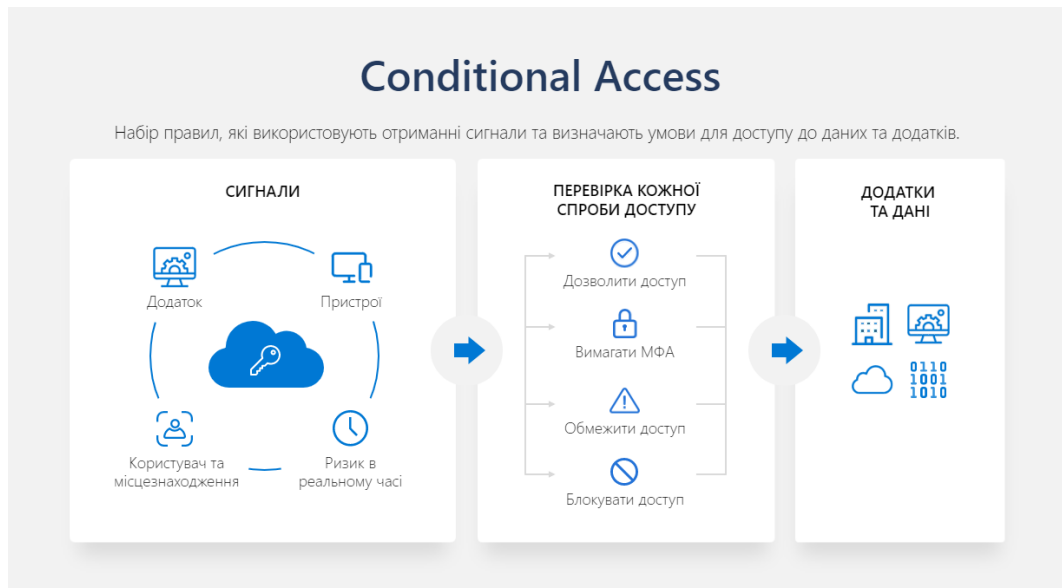 Conditional Access
Набір правил, які використовують отриманні сигнали та визначають умови для доступу до даних та додатків.
СИГНАЛИ
Додаток
Пристрої
Користувач та
місцезнаходження
Ризик в
реальному часі
ПЕРЕВІРКА КОЖНОЇ
СПРОБИ ДОСТУПУ
Дозволити доступ
Вимагати МФА
Обмежити доступ
Блокувати доступ
ДОДАТКИ
ТА ДАНІ
0110
1001
1010